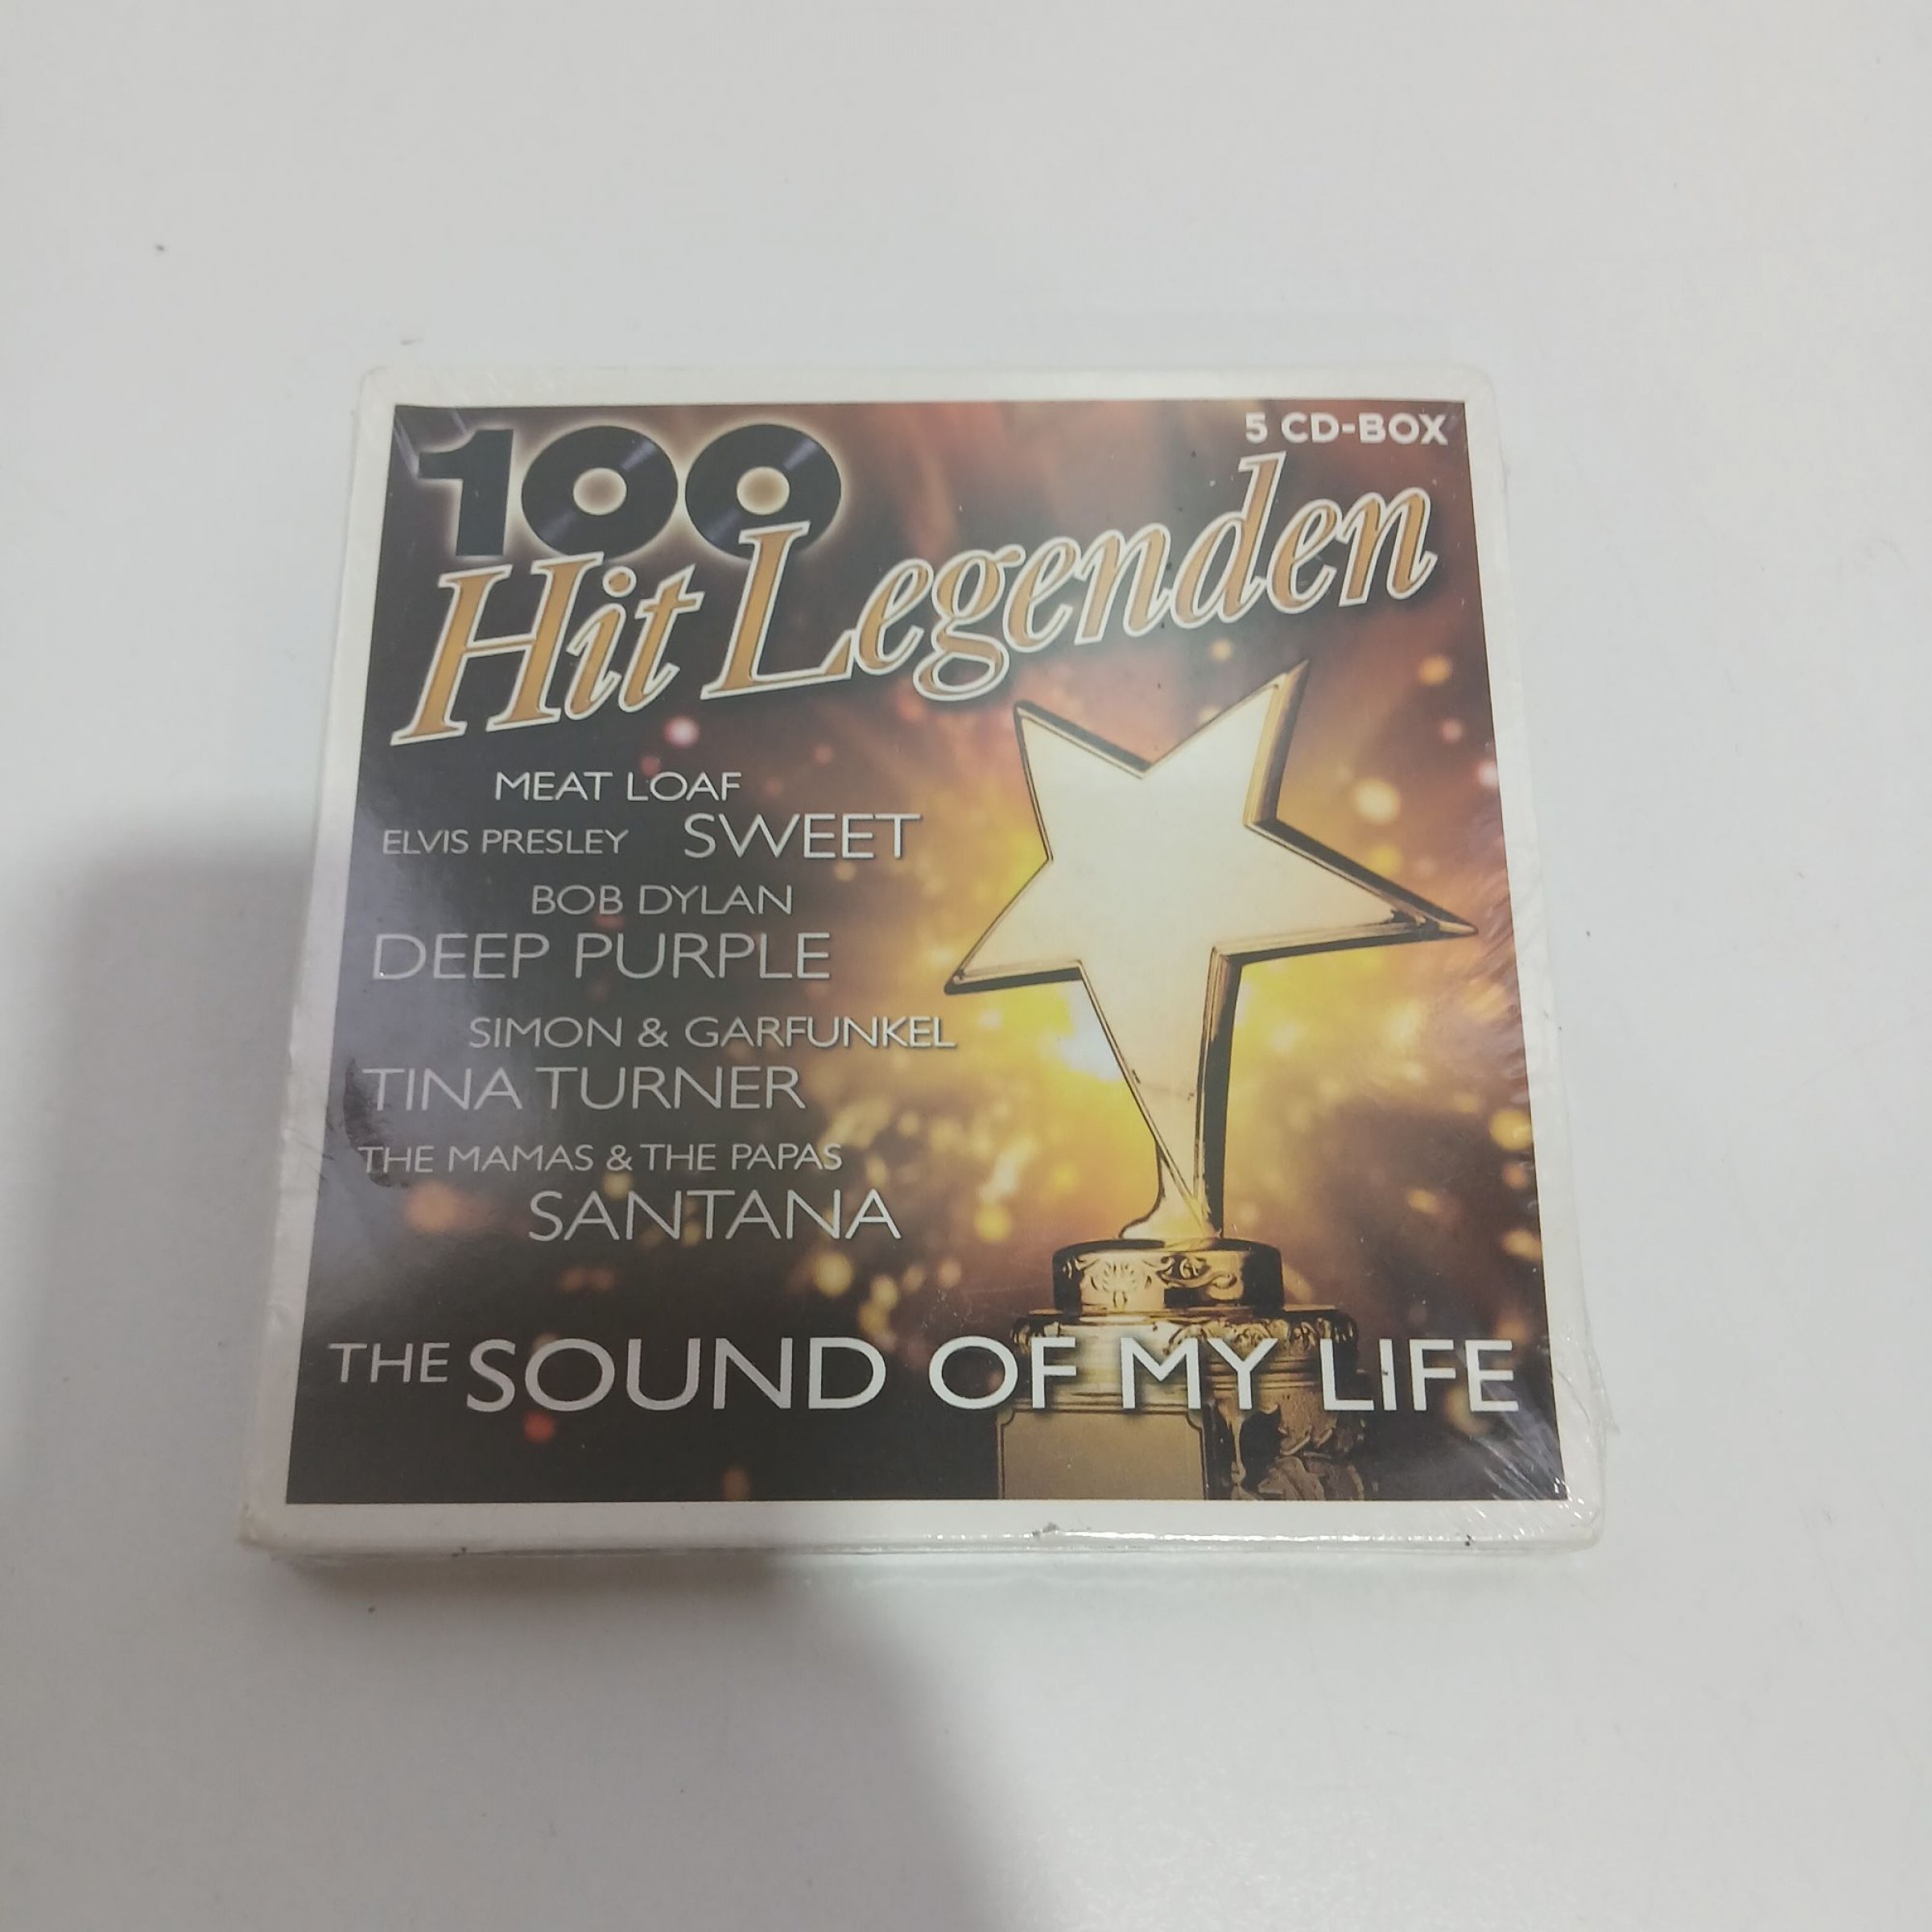 5 CD-BOX
100
Hit Legenden
MEAT LOAF
ELVIS PRESLEY SWEET
BOB DYLAN
DEEP PURPLE
SIMON & GARFUNKEL
TINA TURNER
THE MAMAS & THE PAPAS
SANTANA
THE SOUND OF MY LIFE